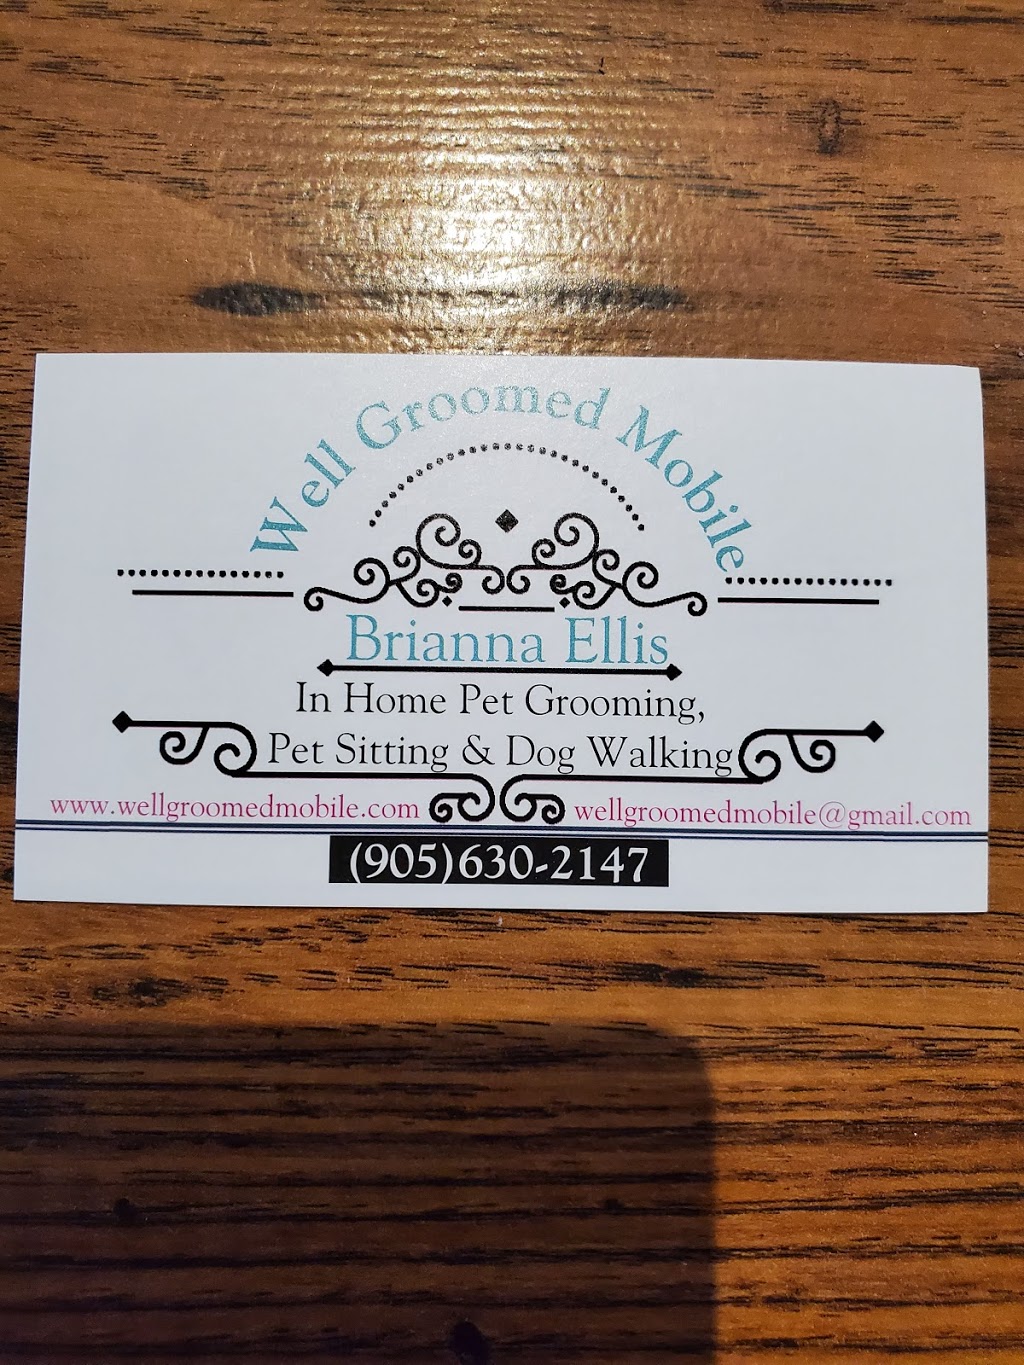 Well Groomed Mobile
Brianna Ellis
In Home Pet Grooming,
Pet Sitting & Dog Walking
www.wellgroomedmobile.com wellgroomedmobile@gmail.com
(905)630-2147